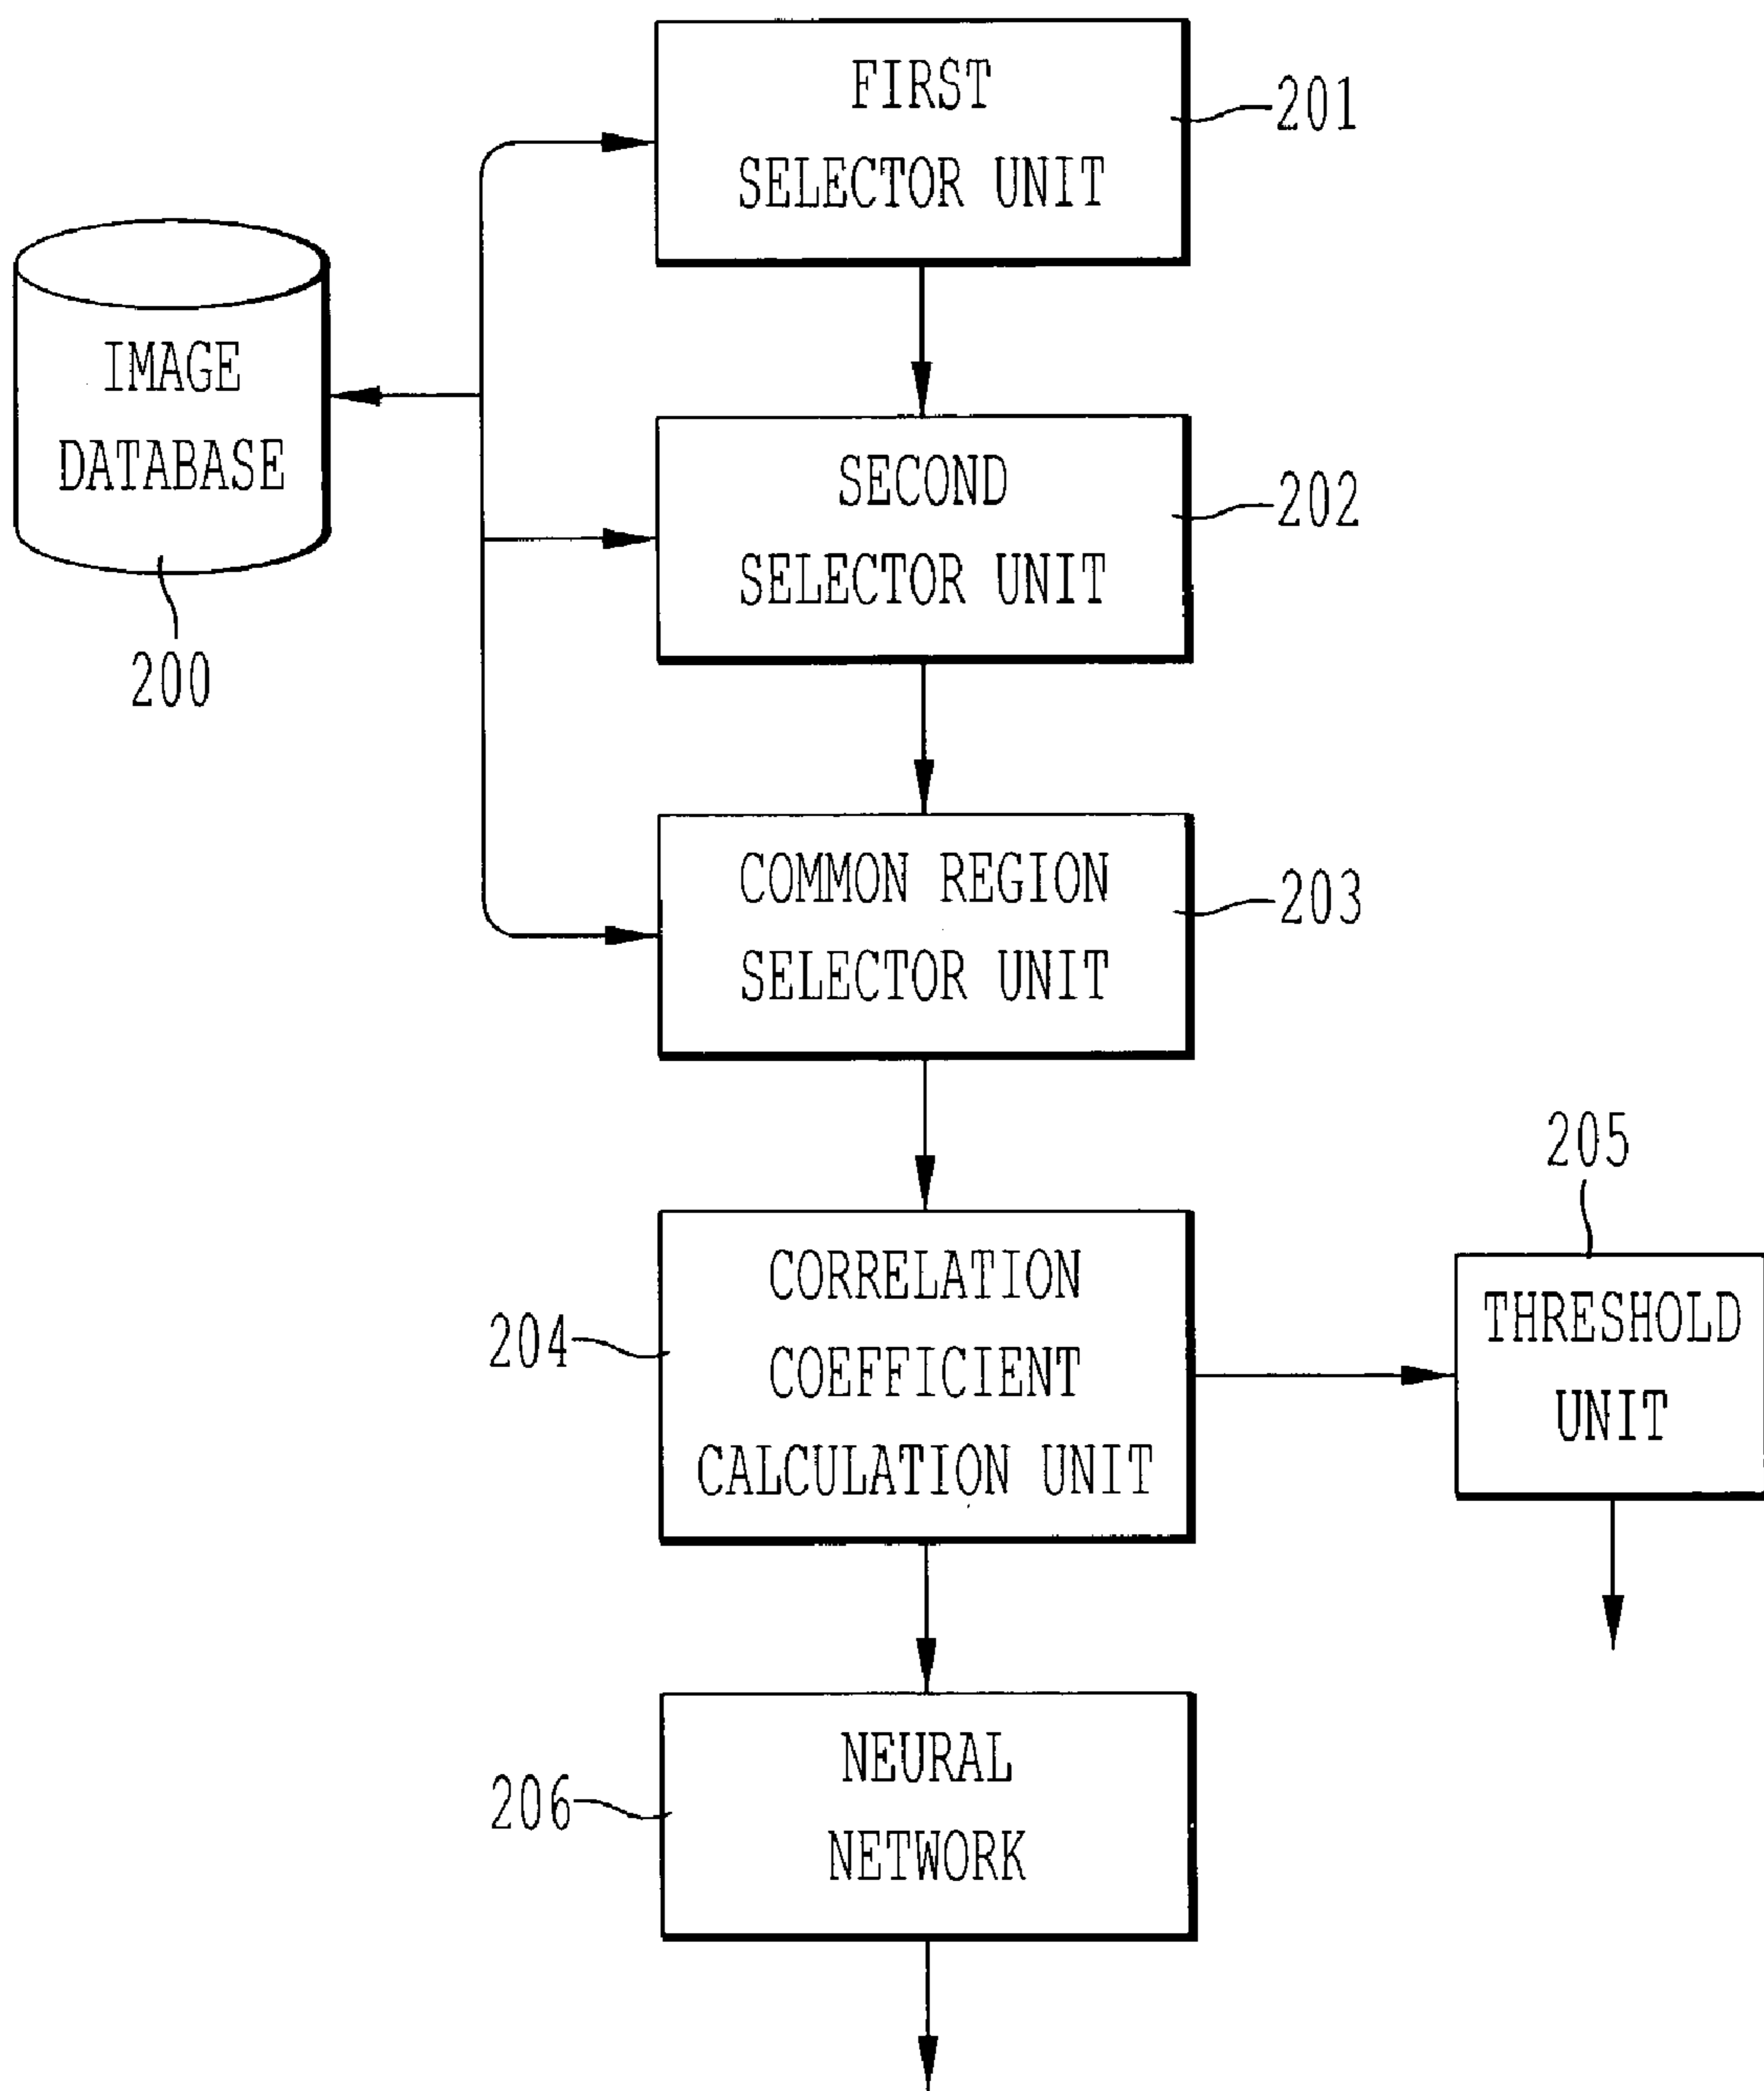 FIRST
SELECTOR UNIT
201
IMAGE
DATABASE
200
SECOND
SELECTOR UNIT
202
COMMON REGION
SELECTOR UNIT
203
CORRELATION
COEFFICIENT
CALCULATION UNIT
204
205
THRESHOLD
UNIT
NEURAL
NETWORK
206